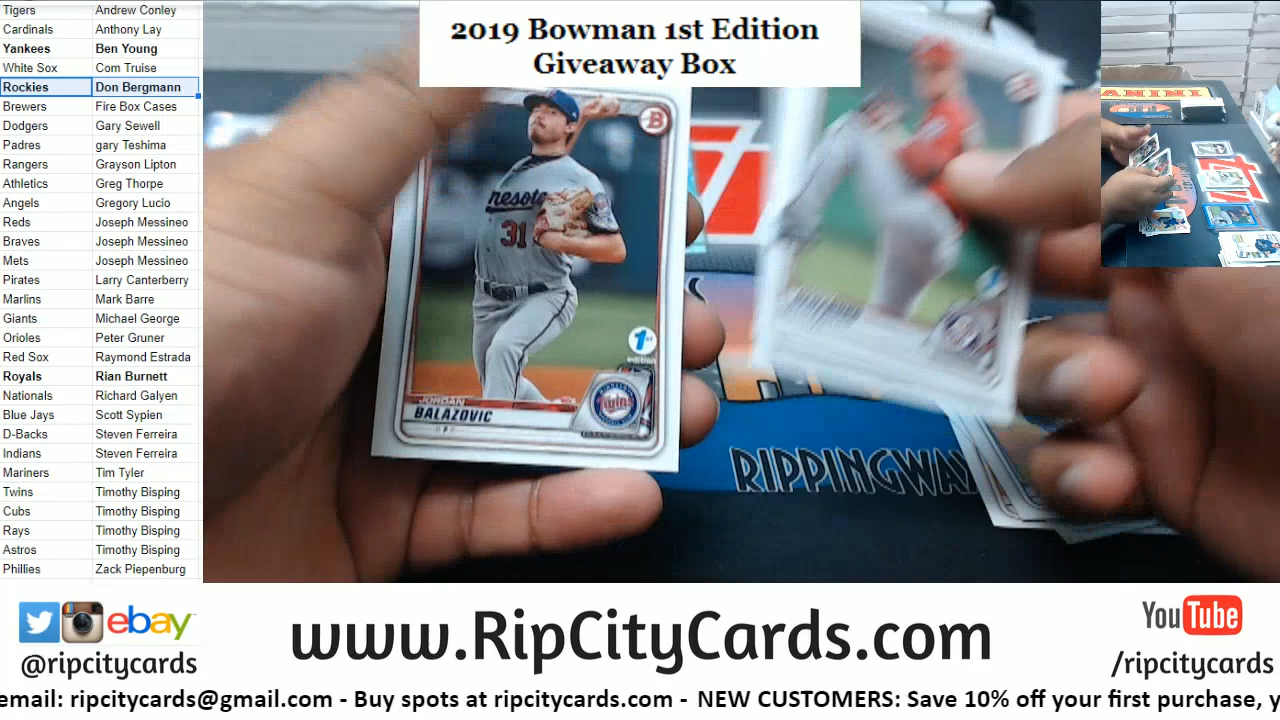 2019 Bowman 1st Edition
Giveaway Box
Tigers Andrew Conley
Cardinals Anthony Lay
Yankees Ben Young
White Sox Com Truise
Rockies Don Bergmann
Brewers Fire Box Cases
Dodgers Gary Sewell
Padres gary Teshima
Rangers Grayson Lipton
Athletics Greg Thorpe
Angels Gregory Lucio
Reds Joseph Messineo
Braves Joseph Messineo
Mets Joseph Messineo
Pirates Larry Canterberry
Marlins Mark Barre
Giants Michael George
Orioles Peter Gruner
Red Sox Raymond Estrada
Royals Rian Burnett
Nationals Richard Galyen
Blue Jays Scott Sypien
D-Backs Steven Ferreira
Indians Steven Ferreira
Mariners Tim Tyler
Twins Timothy Bisping
Cubs Timothy Bisping
Rays Timothy Bisping
Astros Timothy Bisping
Phillies Zack Piepenburg
B
nesota
31
1st
edition
JORDAN
BALAZOVIC
Twins
RIPPINGWAX
PANINI
ebay
@ripcitycards
www.RipCityCards.com
YouTube
/ripcitycards
email: ripcitycards@gmail.com - Buy spots at ripcitycards.com - NEW CUSTOMERS: Save 10% off your first purchase, y